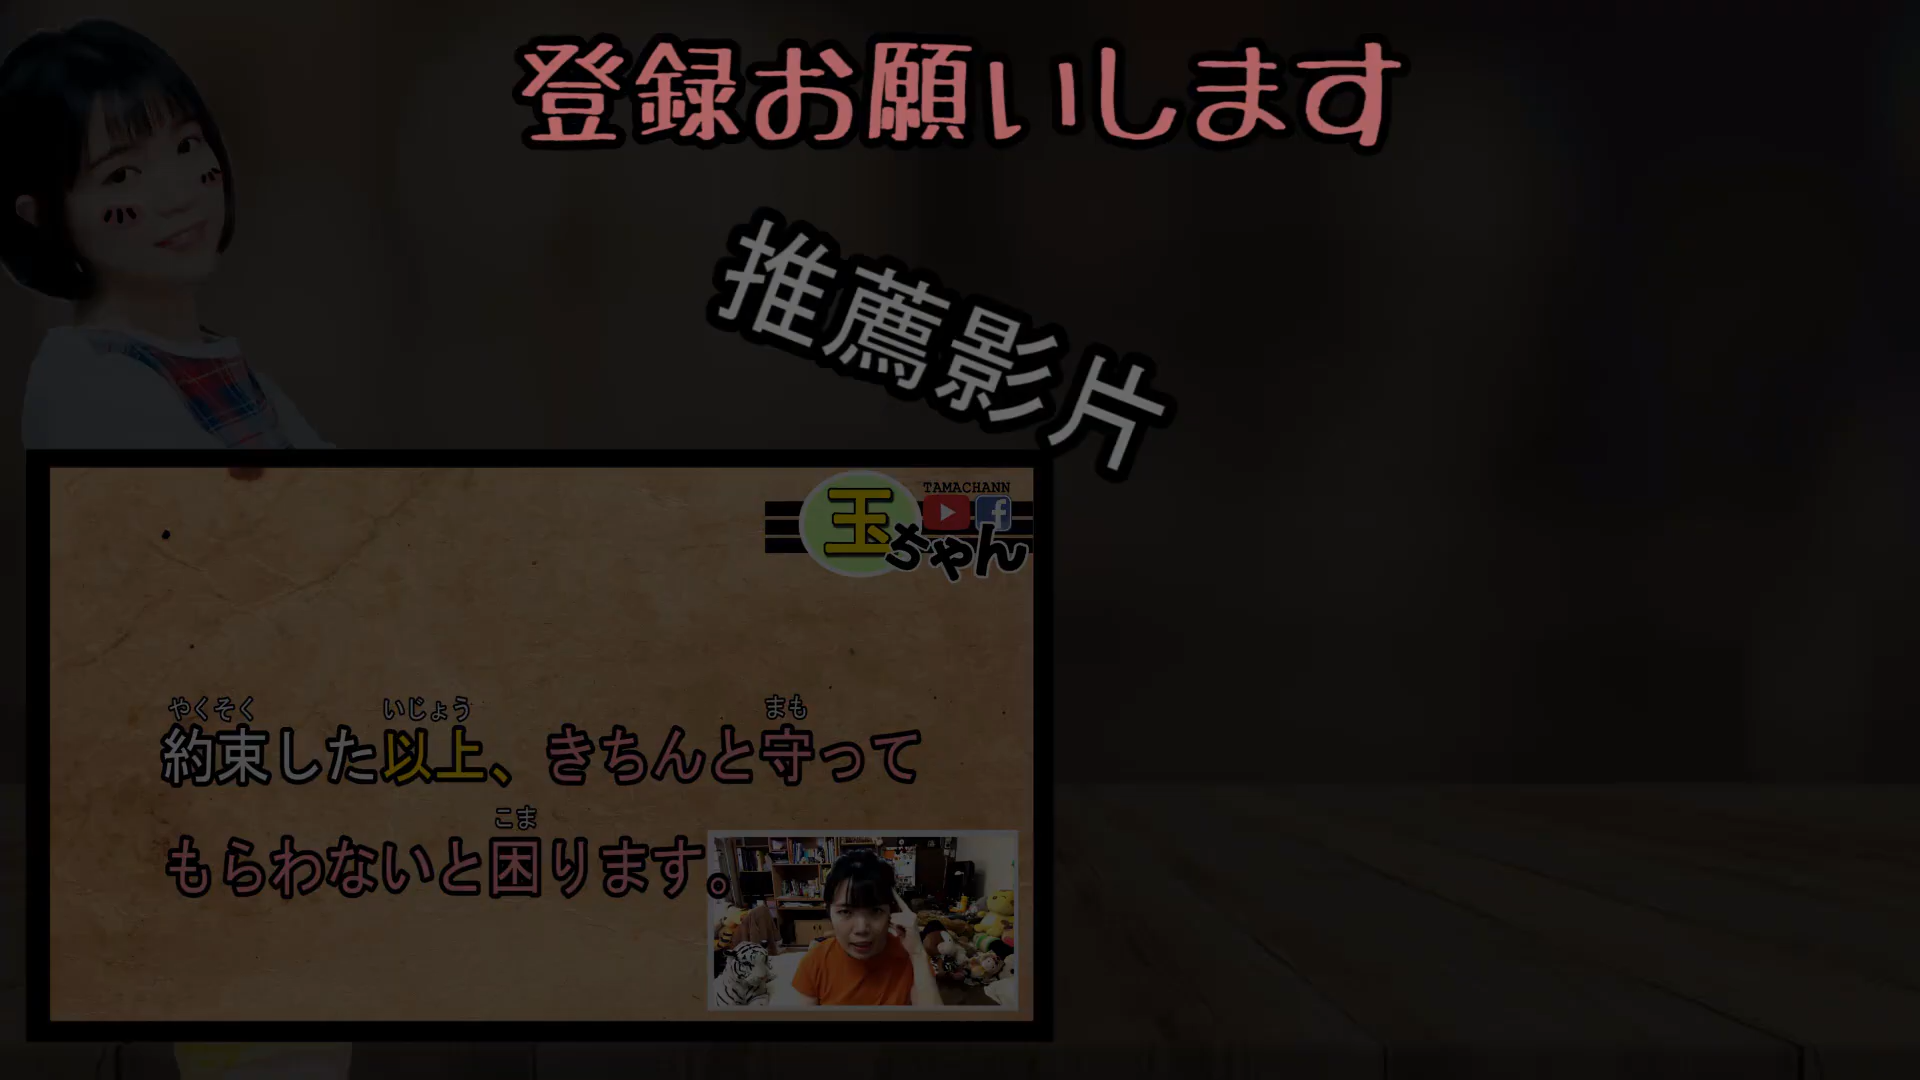 登録お願いします
推薦影片
TAMACHANN
玉ちゃん
やくそく いじょう まも
約束した以上、きちんと守って
こま
もらわないと困ります。